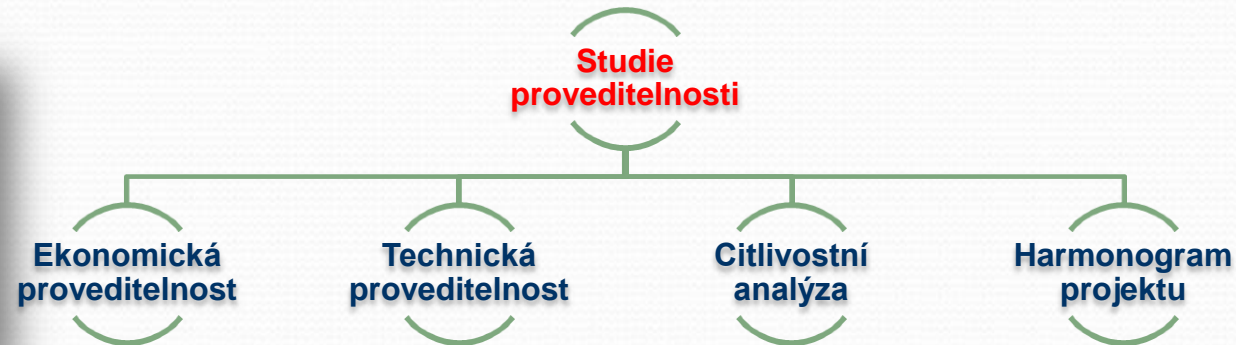 Studie
proveditelnosti
Ekonomická
proveditelnost
Technická
proveditelnost
Citlivostní
analýza
Harmonogram
projektu